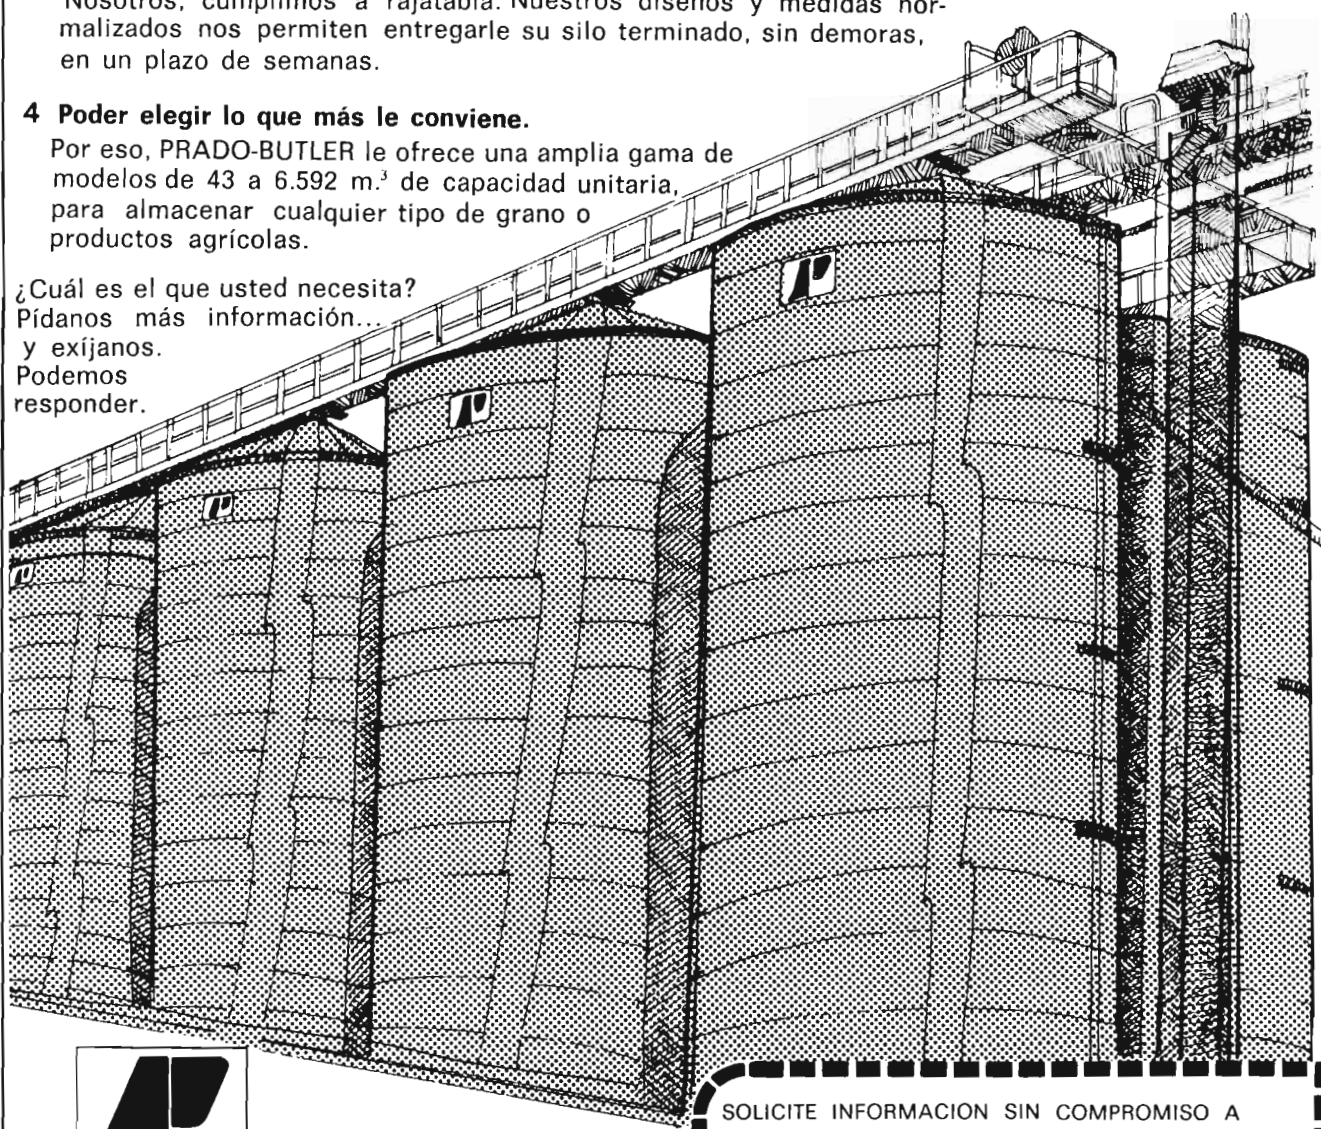 Nosotros, cumplimos a rajatabla. Nuestros diseños y medidas nor-
malizados nos permiten entregarle su silo terminado, sin demoras,
en un plazo de semanas.
4 Poder elegir lo que más le conviene.
Por eso, PRADO-BUTLER le ofrece una amplia gama de
modelos de 43 a 6.592 m.³ de capacidad unitaria,
para almacenar cualquier tipo de grano o
productos agrícolas.
¿Cuál es el que usted necesita?
Pídanos más información...
y exíjanos.
Podemos
responder.
SOLICITE INFORMACION SIN COMPROMISO A